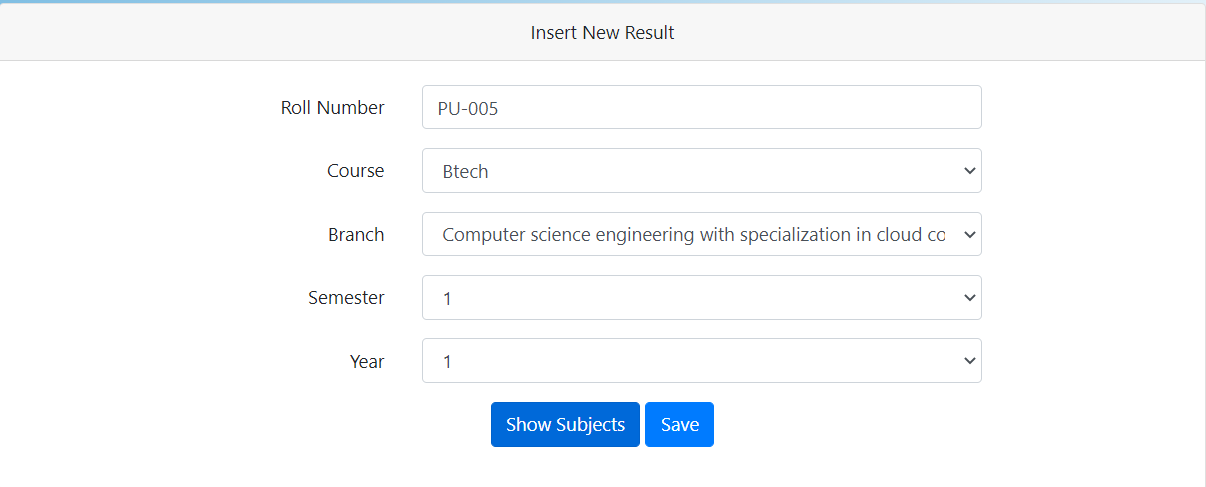 Insert New Result
Roll Number PU-005
Course Btech
Branch Computer science engineering with specialization in cloud co
Semester 1
Year 1
Show Subjects Save